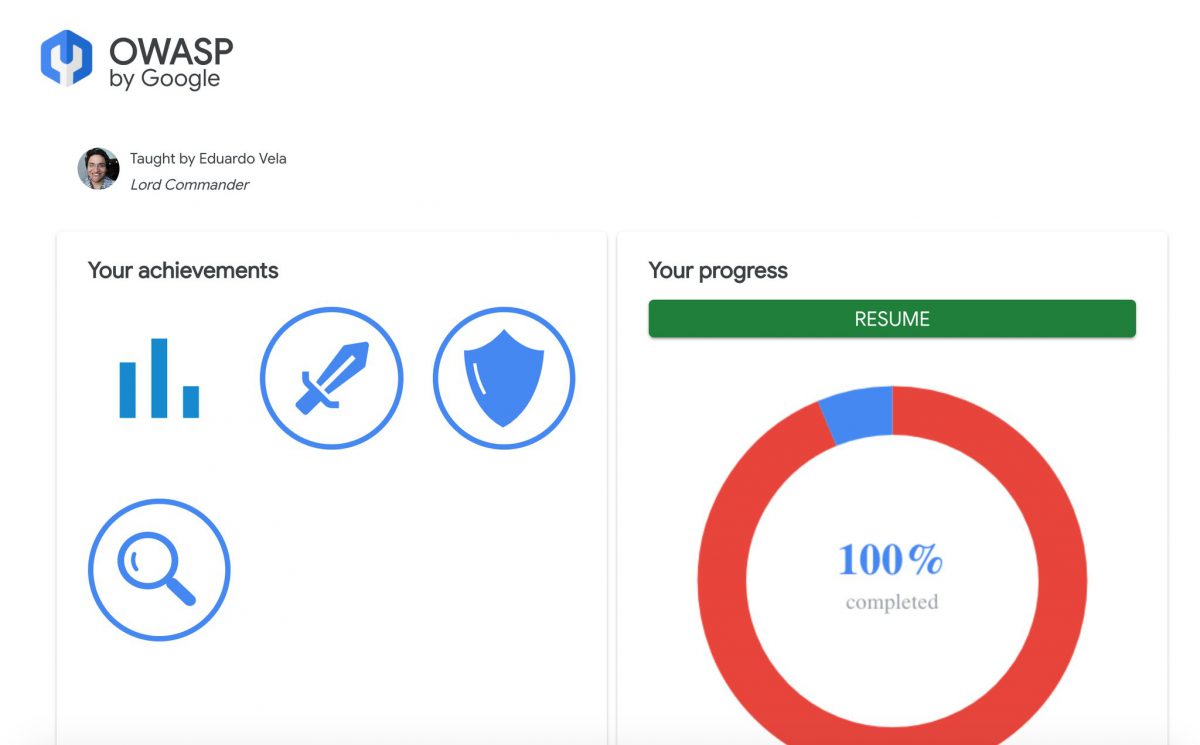 OWASP
by Google
Taught by Eduardo Vela
Lord Commander
Your achievements
Your progress
RESUME
100%
completed